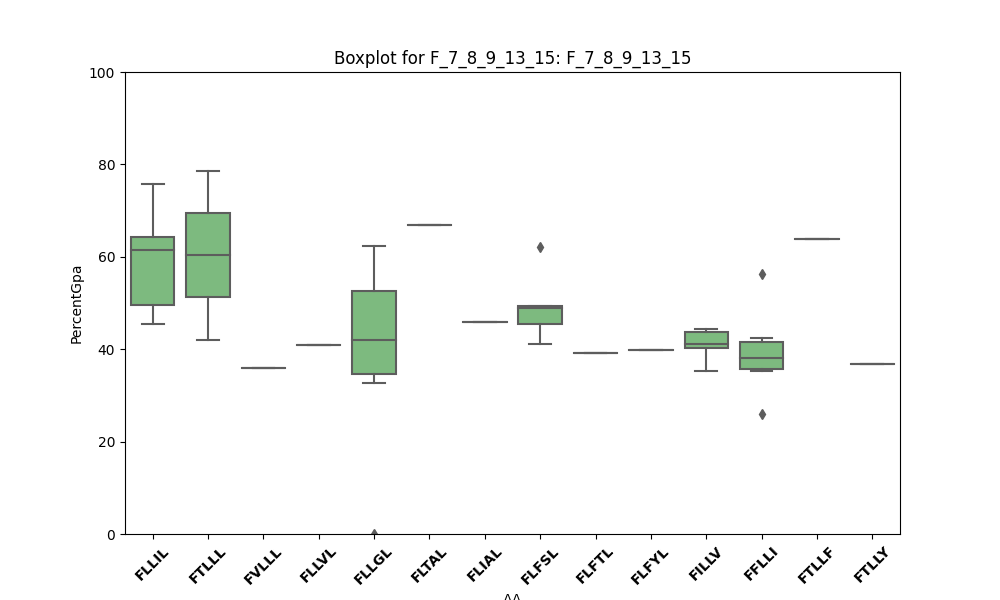 Boxplot for F_7_8_9_13_15: F_7_8_9_13_15
100
80
60
40
20
0
PercentGpa
FLLIL
FTLLL
FVLLL
FLLVL
FLLGL
FLTAL
FLIAL
FLFSL
FLFTL
FLFYL
FILLV
FFLLI
FTLLF
FTLLY
AA